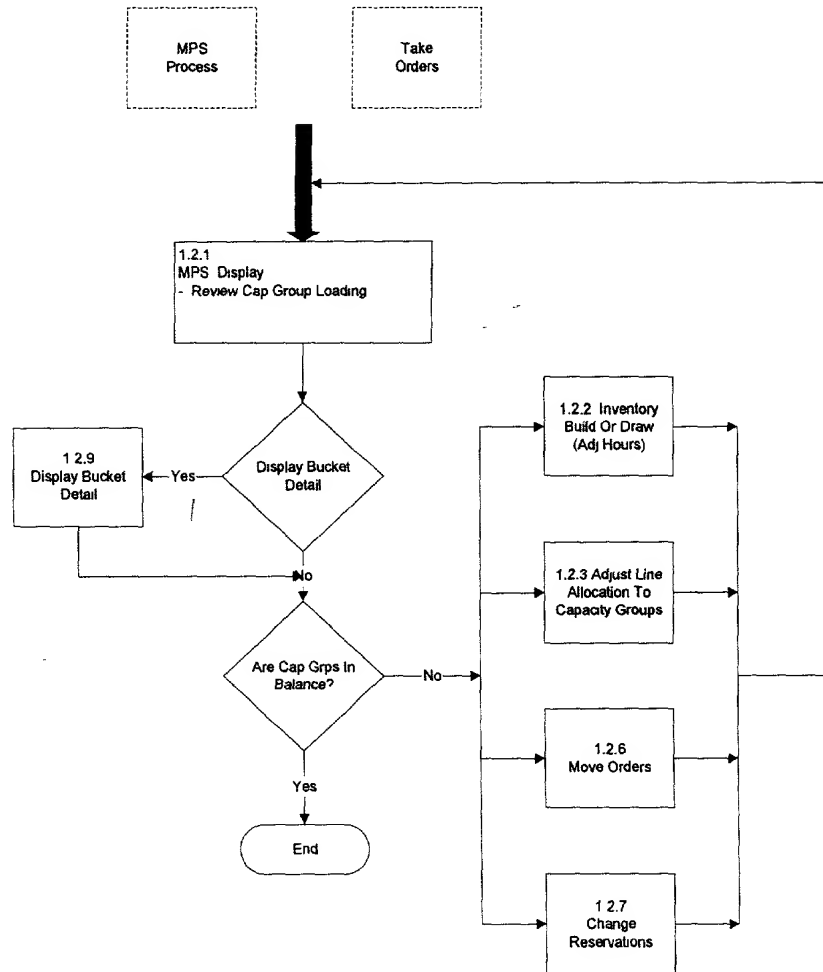 MPS
Process
Take
Orders
1.2.1
MPS Display
- Review Cap Group Loading
Display Bucket
Detail
Yes
1 2.9
Display Bucket
Detail
No
Are Cap Grps In
Balance?
No
Yes
End
1.2.2 Inventory
Build Or Draw
(Adj Hours)
1.2.3 Adjust Line
Allocation To
Capacity Groups
1.2.6
Move Orders
1 2.7
Change
Reservations